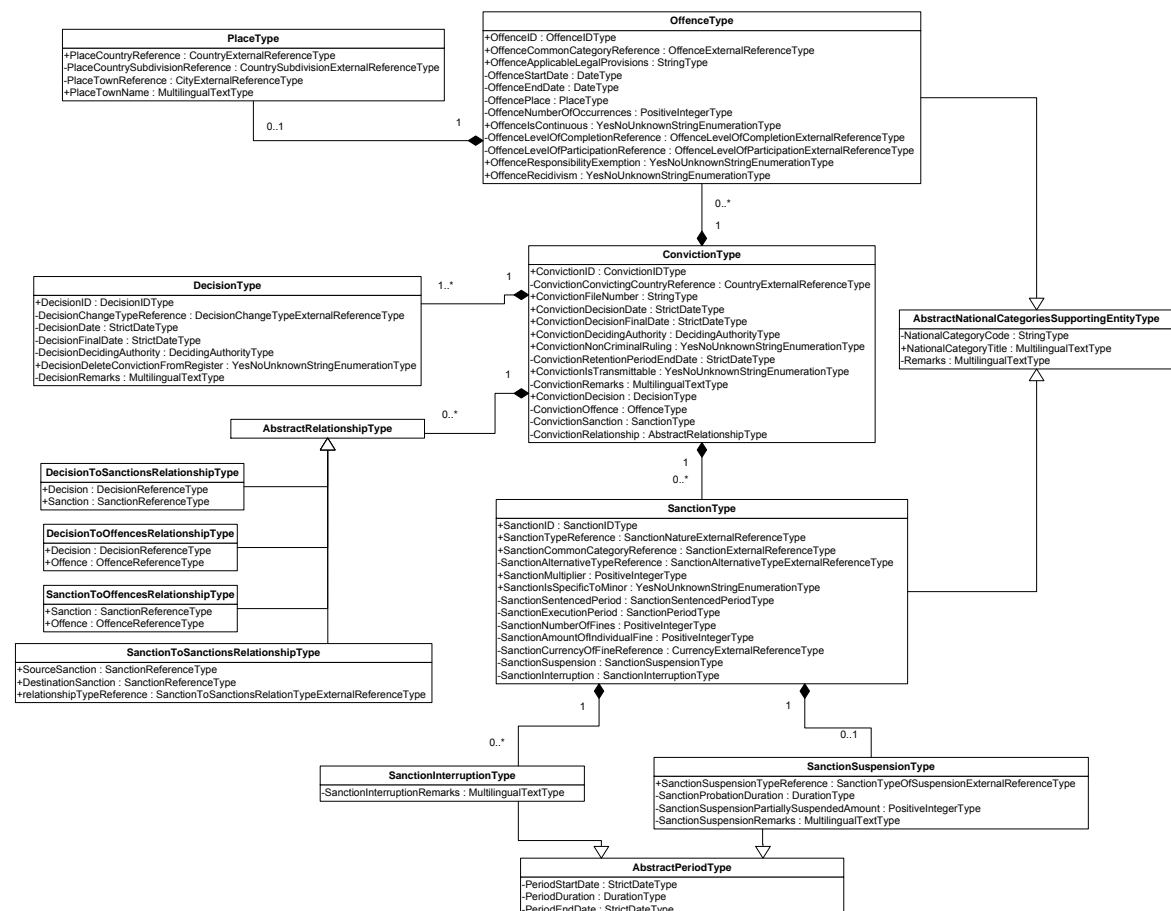 OffenceType
+OffenceID : OffenceIDType
+OffenceCommonCategoryReference : OffenceExternalReferenceType
+OffenceApplicableLegalProvisions : StringType
-OffenceStartDate : DateType
-OffenceEndDate : DateType
-OffencePlace : PlaceType
-OffenceNumberOfOccurrences : PositiveIntegerType
+OffenceIsContinuous : YesNoUnknownStringEnumerationType
-OffenceLevelOfCompletionReference : OffenceLevelOfCompletionExternalReferenceType
-OffenceLevelOfParticipationReference : OffenceLevelOfParticipationExternalReferenceType
+OffenceResponsibilityExemption : YesNoUnknownStringEnumerationType
+OffenceRecidivism : YesNoUnknownStringEnumerationType
PlaceType
+PlaceCountryReference : CountryExternalReferenceType
-PlaceCountrySubdivisionReference : CountrySubdivisionExternalReferenceType
-PlaceTownReference : CityExternalReferenceType
+PlaceTownName : MultilingualTextType
0..1
1
0..*
1
ConvictionType
+ConvictionID : ConvictionIDType
-ConvictionConvictingCountryReference : CountryExternalReferenceType
+ConvictionFileNumber : StringType
+ConvictionDecisionDate : StrictDateType
+ConvictionDecisionFinalDate : StrictDateType
+ConvictionDecidingAuthority : DecidingAuthorityType
+ConvictionNonCriminalRuling : YesNoUnknownStringEnumerationType
-ConvictionRetentionPeriodEndDate : StrictDateType
+ConvictionIsTransmittable : YesNoUnknownStringEnumerationType
-ConvictionRemarks : MultilingualTextType
+ConvictionDecision : DecisionType
-ConvictionOffence : OffenceType
-ConvictionSanction : SanctionType
-ConvictionRelationship : AbstractRelationshipType
1
1..*
DecisionType
+DecisionID : DecisionIDType
-DecisionChangeTypeReference : DecisionChangeTypeExternalReferenceType
-DecisionDate : StrictDateType
-DecisionFinalDate : StrictDateType
-DecisionDecidingAuthority : DecidingAuthorityType
+DecisionDeleteConvictionFromRegister : YesNoUnknownStringEnumerationType
-DecisionRemarks : MultilingualTextType
AbstractNationalCategoriesSupportingEntityType
-NationalCategoryCode : StringType
+NationalCategoryTitle : MultilingualTextType
-Remarks : MultilingualTextType
1
0..*
AbstractRelationshipType
DecisionToSanctionsRelationshipType
+Decision : DecisionReferenceType
+Sanction : SanctionReferenceType
DecisionToOffencesRelationshipType
+Decision : DecisionReferenceType
+Offence : OffenceReferenceType
SanctionToOffencesRelationshipType
+Sanction : SanctionReferenceType
+Offence : OffenceReferenceType
SanctionToSanctionsRelationshipType
+SourceSanction : SanctionReferenceType
+DestinationSanction : SanctionReferenceType
+relationshipTypeReference : SanctionToSanctionsRelationTypeExternalReferenceType
1
0..*
SanctionType
+SanctionID : SanctionIDType
+SanctionTypeReference : SanctionNatureExternalReferenceType
+SanctionCommonCategoryReference : SanctionExternalReferenceType
-SanctionAlternativeTypeReference : SanctionAlternativeTypeExternalReferenceType
+SanctionMultiplier : PositiveIntegerType
+SanctionIsSpecificToMinor : YesNoUnknownStringEnumerationType
-SanctionSentencedPeriod : SanctionSentencedPeriodType
-SanctionExecutionPeriod : SanctionPeriodType
-SanctionNumberOfFines : PositiveIntegerType
-SanctionAmountOfIndividualFine : PositiveIntegerType
-SanctionCurrencyOfFineReference : CurrencyExternalReferenceType
-SanctionSuspension : SanctionSuspensionType
-SanctionInterruption : SanctionInterruptionType
1
1
0..*
0..1
SanctionInterruptionType
-SanctionInterruptionRemarks : MultilingualTextType
SanctionSuspensionType
+SanctionSuspensionTypeReference : SanctionTypeOfSuspensionExternalReferenceType
-SanctionProbationDuration : DurationType
-SanctionSuspensionPartiallySuspendedAmount : PositiveIntegerType
-SanctionSuspensionRemarks : MultilingualTextType
AbstractPeriodType
-PeriodStartDate : StrictDateType
-PeriodDuration : DurationType
-PeriodEndDate : StrictDateType